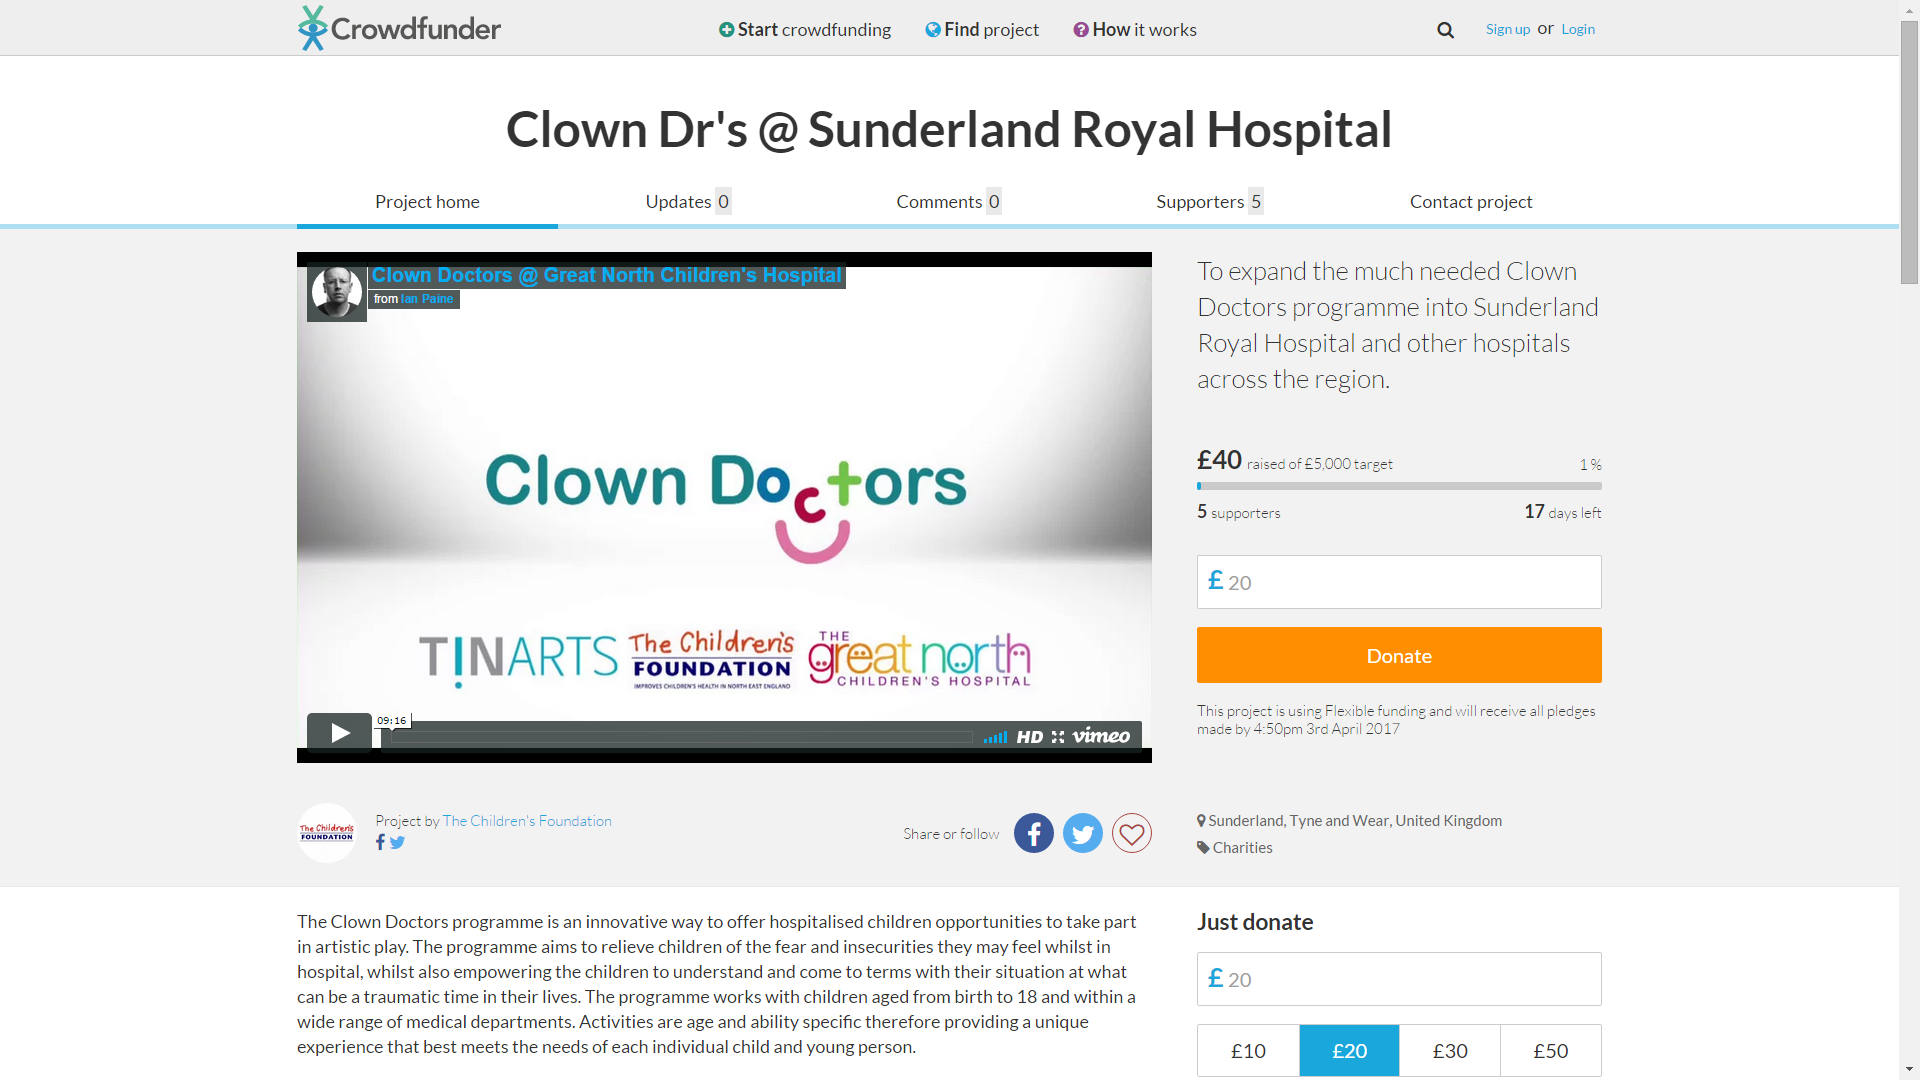 Crowdfunder
Start crowdfunding
Find project
How it works
Sign up or Login
Clown Dr's @ Sunderland Royal Hospital
Project home
Updates 0
Comments 0
Supporters 5
Contact project
Clown Doctors @ Great North Children's Hospital
from Ian Paine
Clown Doctors
TINARTS
The Children's
FOUNDATION
IMPROVES CHILDREN'S HEALTH IN NORTH EAST ENGLAND
THE
great north
CHILDREN'S HOSPITAL
09:16
HD
vimeo
To expand the much needed Clown
Doctors programme into Sunderland
Royal Hospital and other hospitals
across the region.
£40 raised of £5,000 target
1 %
5 supporters
17 days left
£ 20
Donate
This project is using Flexible funding and will receive all pledges
made by 4:50pm 3rd April 2017
The Children's
FOUNDATION
Project by The Children's Foundation
Share or follow
Sunderland, Tyne and Wear, United Kingdom
Charities
The Clown Doctors programme is an innovative way to offer hospitalised children opportunities to take part
in artistic play. The programme aims to relieve children of the fear and insecurities they may feel whilst in
hospital, whilst also empowering the children to understand and come to terms with their situation at what
can be a traumatic time in their lives. The programme works with children aged from birth to 18 and within a
wide range of medical departments. Activities are age and ability specific therefore providing a unique
experience that best meets the needs of each individual child and young person.
Just donate
£ 20
£10
£20
£30
£50